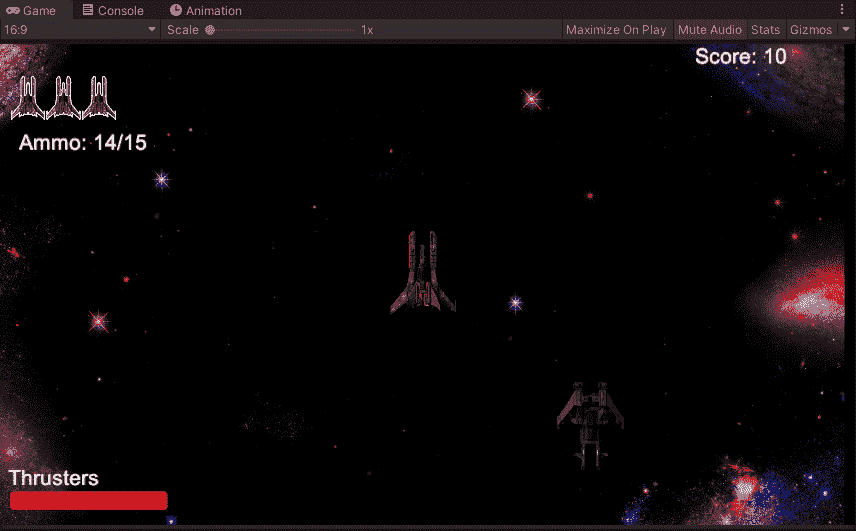 Game Console Animation
16:9 Scale 1x Maximize On Play Mute Audio Stats Gizmos
Score: 10
Ammo: 14/15
Thrusters